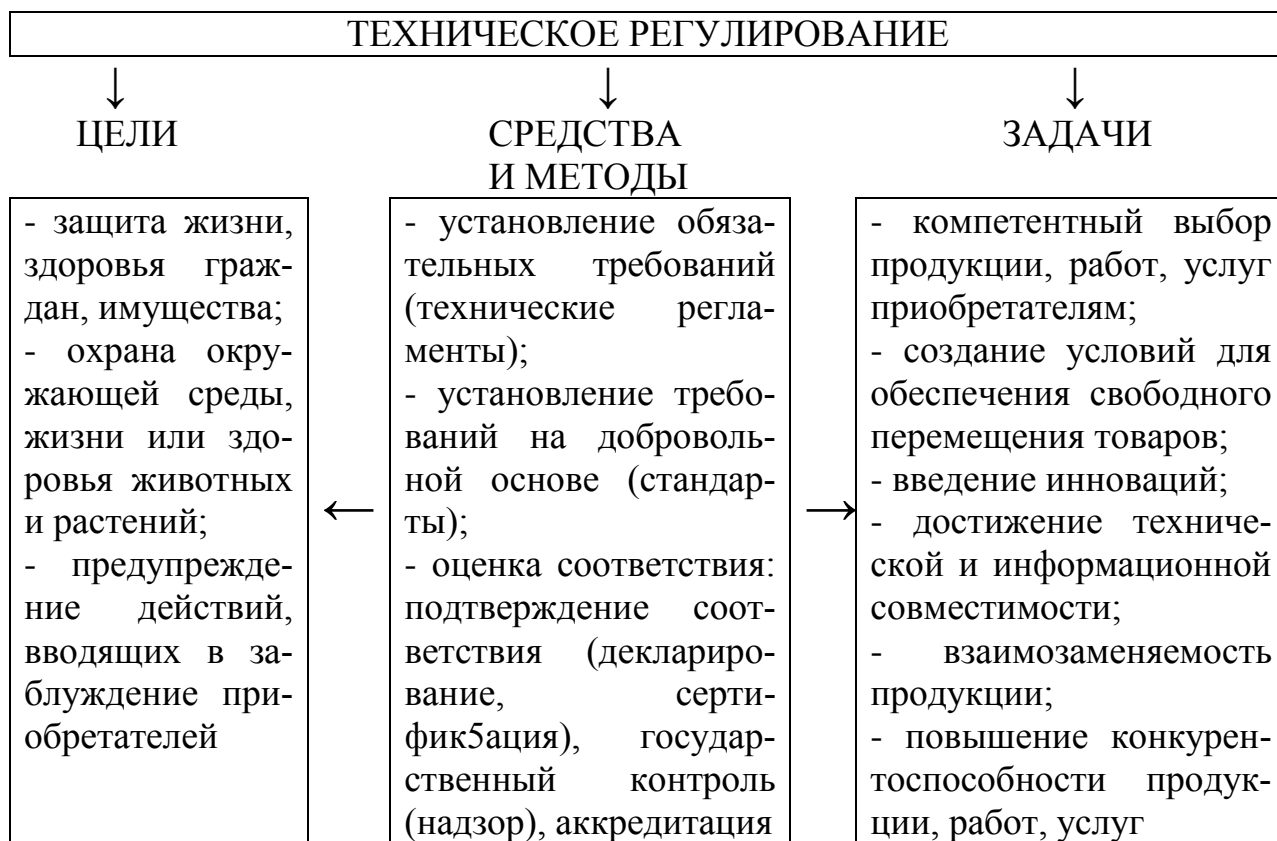 ТЕХНИЧЕСКОЕ РЕГУЛИРОВАНИЕ
↓ ↓ ↓
ЦЕЛИ
СРЕДСТВА
И МЕТОДЫ
ЗАДАЧИ
- защита жизни,
здоровья граж-
дан, имущества;
- охрана окру-
жающей среды,
жизни или здо-
ровья животных
и растений;
- предупрежде-
ние действий,
вводящих в за-
блуждение при-
обретателей
←
- установление обяза-
тельных требований
(технические регла-
менты);
- установление требо-
ваний на доброволь-
ной основе (стандар-
ты);
- оценка соответствия:
подтверждение соот-
ветствия (деклариро-
вание, серти-
фик5ация), государ-
ственный контроль
(надзор), аккредитация
→
- компетентный выбор
продукции, работ, услуг
приобретателям;
- создание условий для
обеспечения свободного
перемещения товаров;
- введение инноваций;
- достижение техниче-
ской и информационной
совместимости;
- взаимозаменяемость
продукции;
- повышение конкурен-
тоспособности продук-
ции, работ, услуг